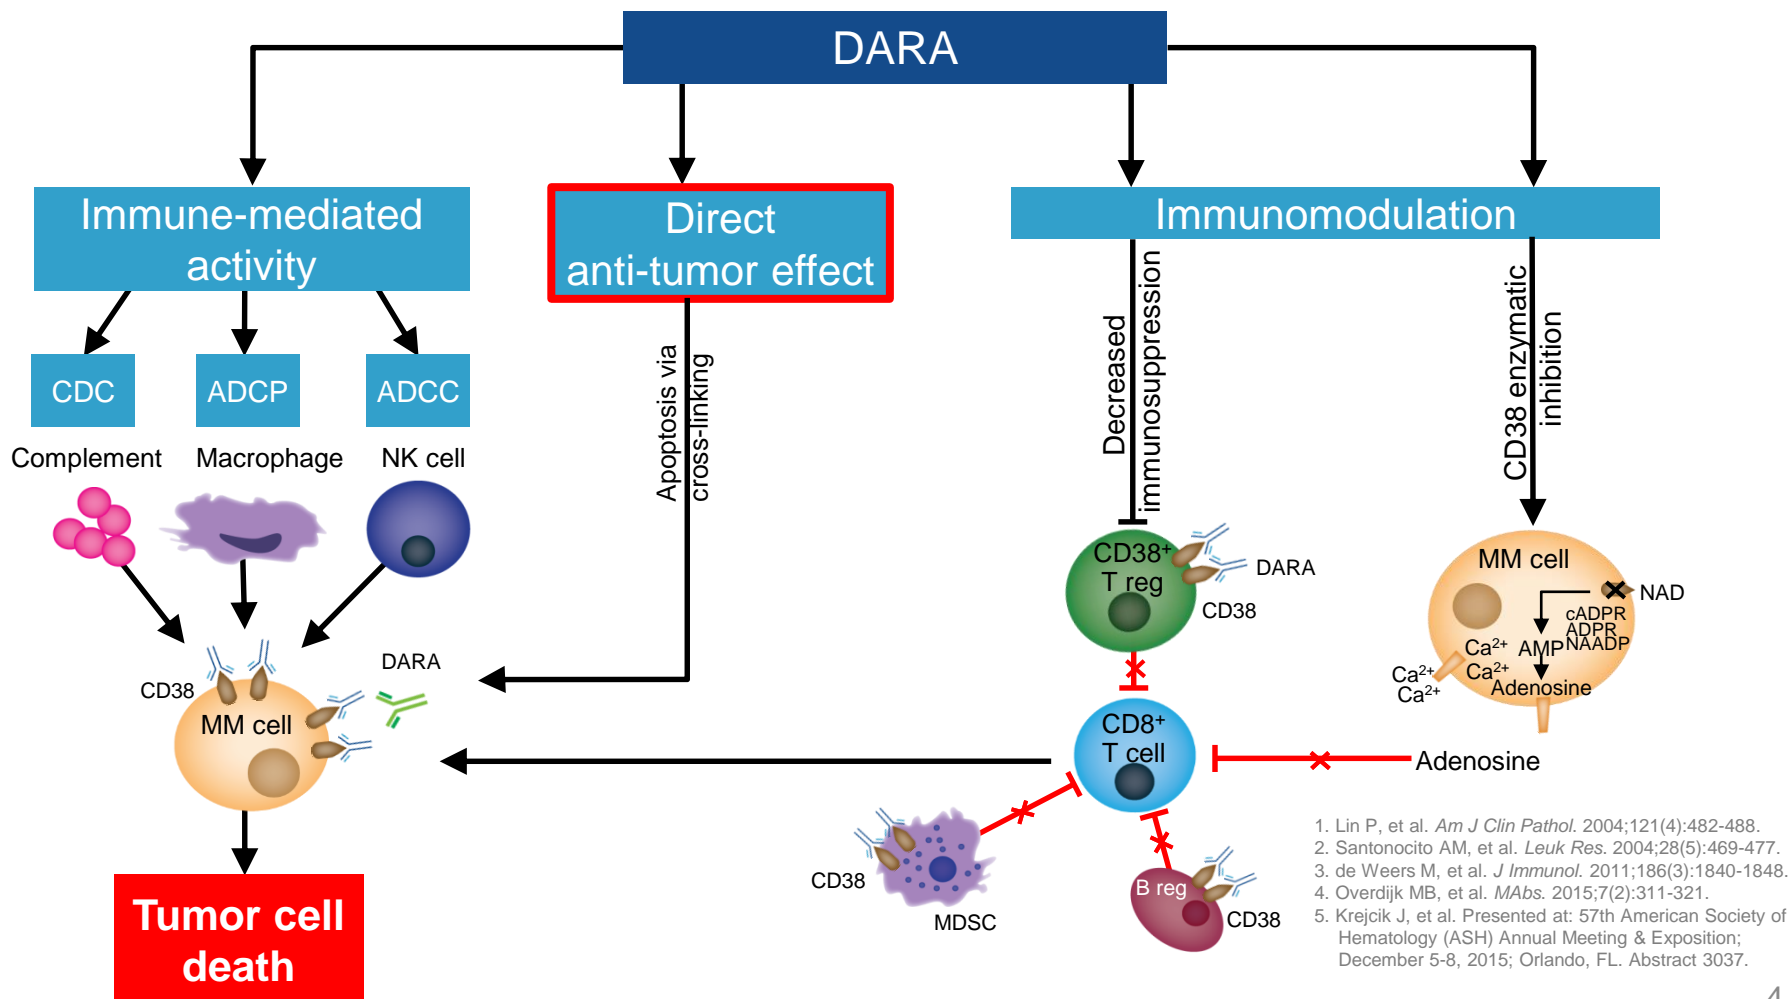 DARA
Immune-mediated
activity
Direct
anti-tumor effect
Immunomodulation
CDC
ADCP
ADCC
Complement
Macrophage
NK cell
Apoptosis via
cross-linking
Decreased
immunosuppression
CD38 enzymatic
inhibition
CD38⁺
T reg
DARA
CD38
MM cell
NAD
cADPR
ADPR
NAADP
AMP
Adenosine
Ca²⁺
Ca²⁺
Ca²⁺
Ca²⁺
DARA
CD38
MM cell
CD8⁺
T cell
Adenosine
CD38
MDSC
B reg
CD38
Tumor cell
death
1. Lin P, et al. Am J Clin Pathol. 2004;121(4):482-488.
2. Santonocito AM, et al. Leuk Res. 2004;28(5):469-477.
3. de Weers M, et al. J Immunol. 2011;186(3):1840-1848.
4. Overdijk MB, et al. MAbs. 2015;7(2):311-321.
5. Krejcik J, et al. Presented at: 57th American Society of
Hematology (ASH) Annual Meeting & Exposition;
December 5-8, 2015; Orlando, FL. Abstract 3037.
4